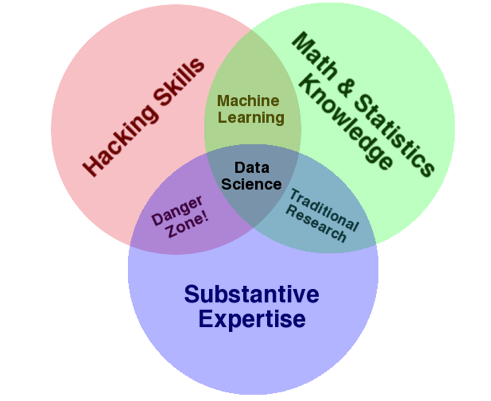 Hacking Skills
Math & Statistics
Knowledge
Machine
Learning
Data
Science
Danger
Zone!
Traditional
Research
Substantive
Expertise